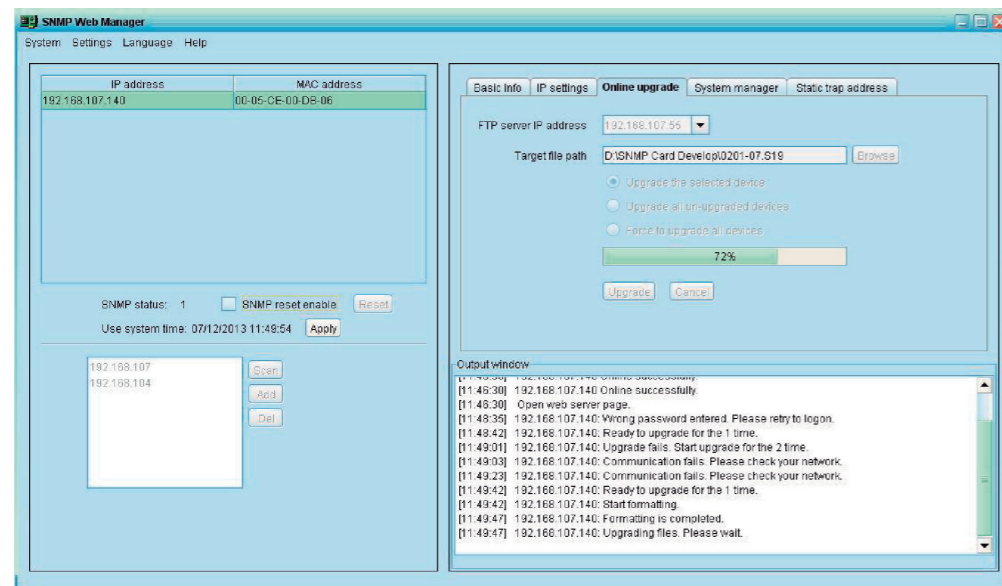 SNMP Web Manager
System Settings Language Help
IP address MAC address
192.168.107.140 00-05-CE-00-DB-06
SNMP status: 1 SNMP reset enable Reset
Use system time: 07/12/2013 11:49:54 Apply
192.168.107
192.168.104
Scan
Add
Del
Basic Info IP settings Online upgrade System manager Static trap address
FTP server IP address 192.168.107.55
Target file path D:\SNMP Card Develop\0201-07.S19 Browse
Upgrade the selected device
Upgrade all un-upgraded devices
Force to upgrade all devices
72%
Upgrade Cancel
Output window
192.168.107.140 Online successfully.
[11:46:30] 192.168.107.140 Online successfully.
[11:46:30] Open web server page.
[11:48:35] 192.168.107.140: Wrong password entered. Please retry to logon.
[11:48:42] 192.168.107.140: Ready to upgrade for the 1 time.
[11:49:01] 192.168.107.140: Upgrade fails. Start upgrade for the 2 time.
[11:49:03] 192.168.107.140: Communication fails. Please check your network.
[11:49:23] 192.168.107.140: Communication fails. Please check your network.
[11:49:42] 192.168.107.140: Ready to upgrade for the 1 time.
[11:49:42] 192.168.107.140: Start formatting.
[11:49:47] 192.168.107.140: Formatting is completed.
[11:49:47] 192.168.107.140: Upgrading files. Please wait.